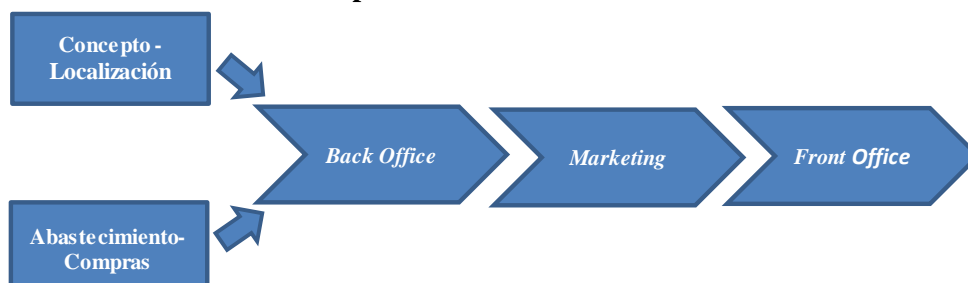 Concepto -
Localización
Back Office
Marketing
Front Office
Abastecimiento-
Compras